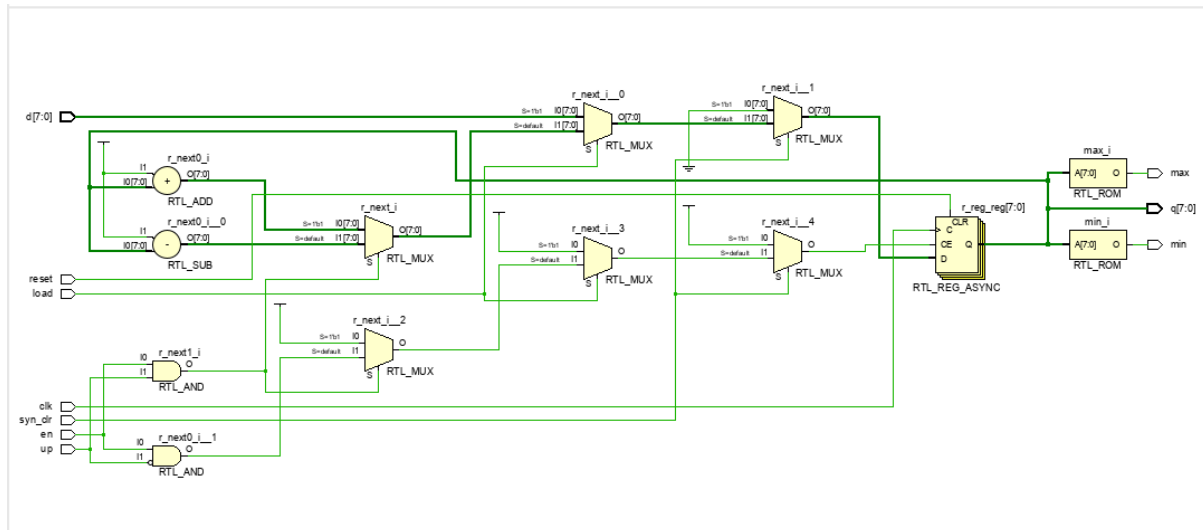 r_next_i__0
r_next_i__1
S=1'b1
I0[7:0]
S=default
I1[7:0]
O[7:0]
S
RTL_MUX
S=1'b1
I0[7:0]
S=default
I1[7:0]
O[7:0]
S
RTL_MUX
d[7:0]
r_next0_i
I1
I0[7:0]
O[7:0]
+
RTL_ADD
r_next0_i__0
I1
I0[7:0]
O[7:0]
-
RTL_SUB
r_next_i
S=1'b1
I0[7:0]
S=default
I1[7:0]
O[7:0]
S
RTL_MUX
max_i
A[7:0]
O
RTL_ROM
max
q[7:0]
min_i
A[7:0]
O
RTL_ROM
min
r_reg_reg[7:0]
CLR
C
CE
Q
D
RTL_REG_ASYNC
r_next_i__3
S=1'b1
I0
S=default
I1
O
S
RTL_MUX
r_next_i__4
S=1'b1
I0
S=default
I1
O
S
RTL_MUX
reset
load
r_next_i__2
S=1'b1
I0
S=default
I1
O
S
RTL_MUX
r_next1_i
I0
I1
O
RTL_AND
clk
syn_clr
en
up
r_next0_i__1
I0
I1
O
RTL_AND